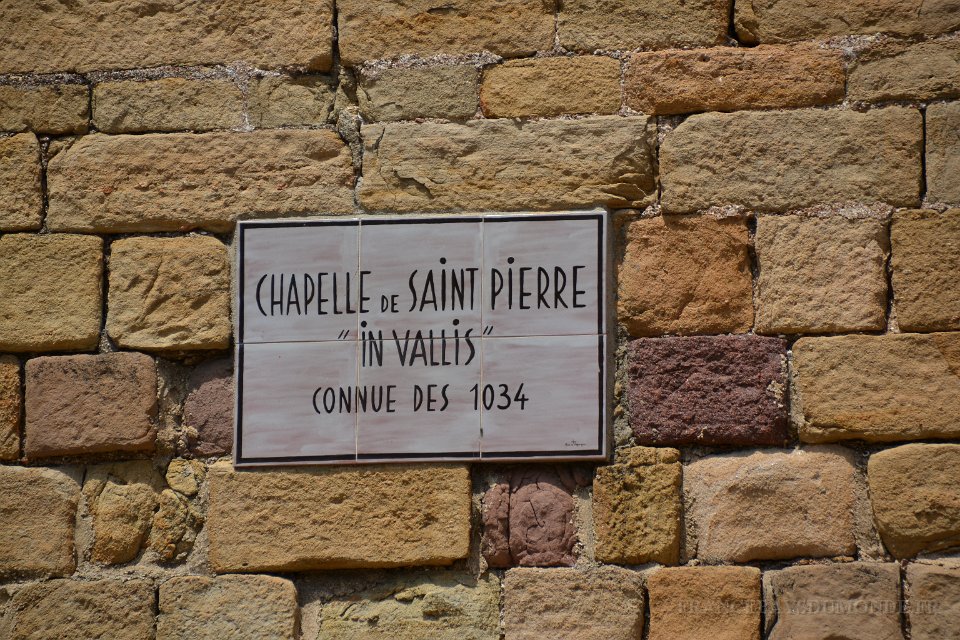 CHAPELLE DE SAINT PIERRE
"IN VALLIS"
CONNUE DES 1034